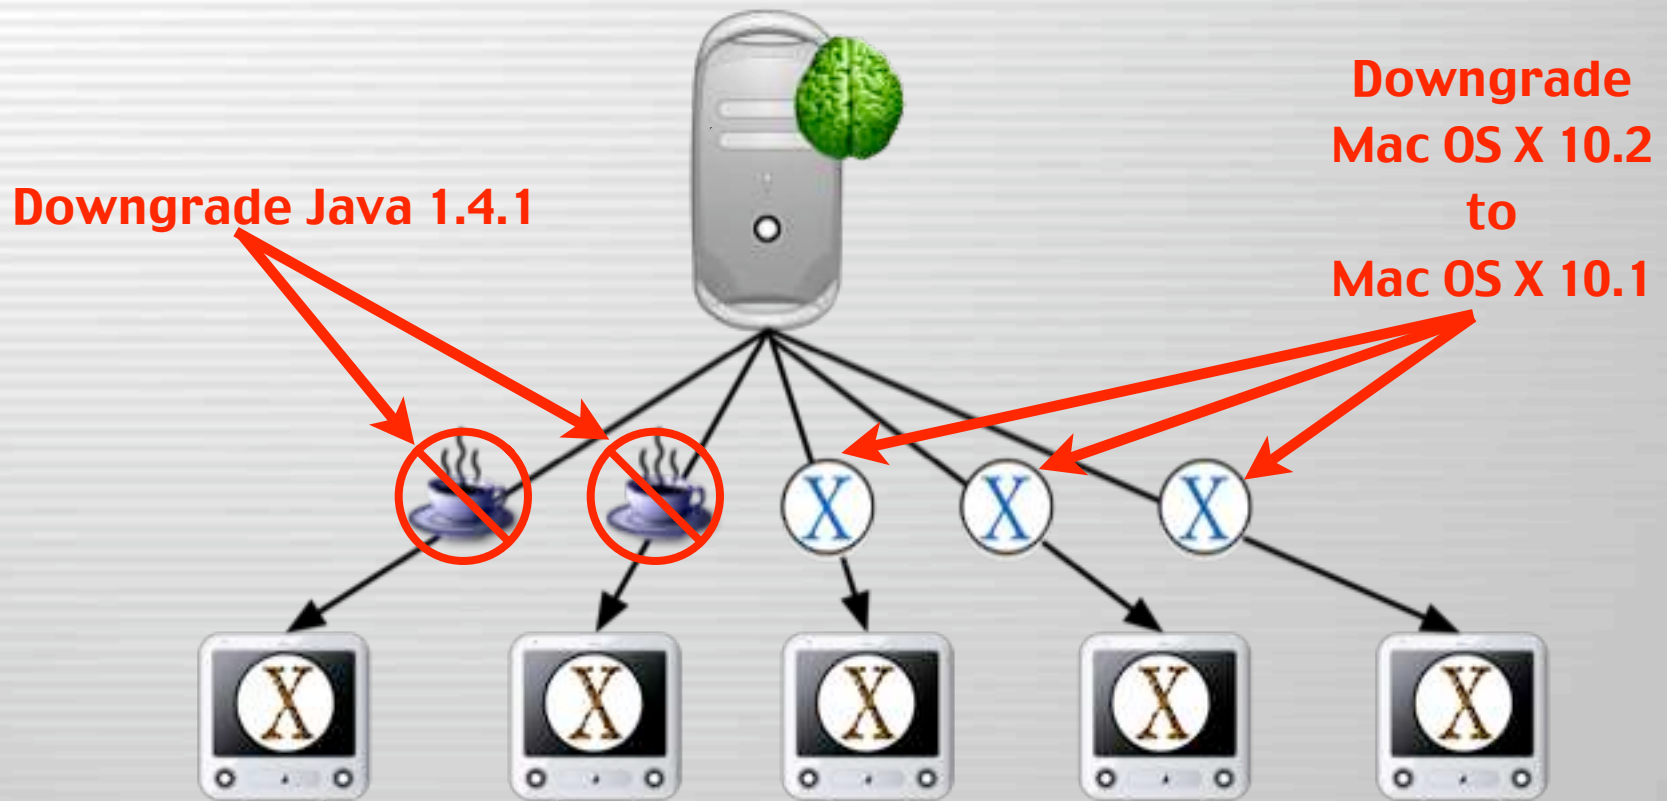 Downgrade Java 1.4.1
Downgrade
Mac OS X 10.2
to
Mac OS X 10.1
X
X
X
X
X
X
X
X